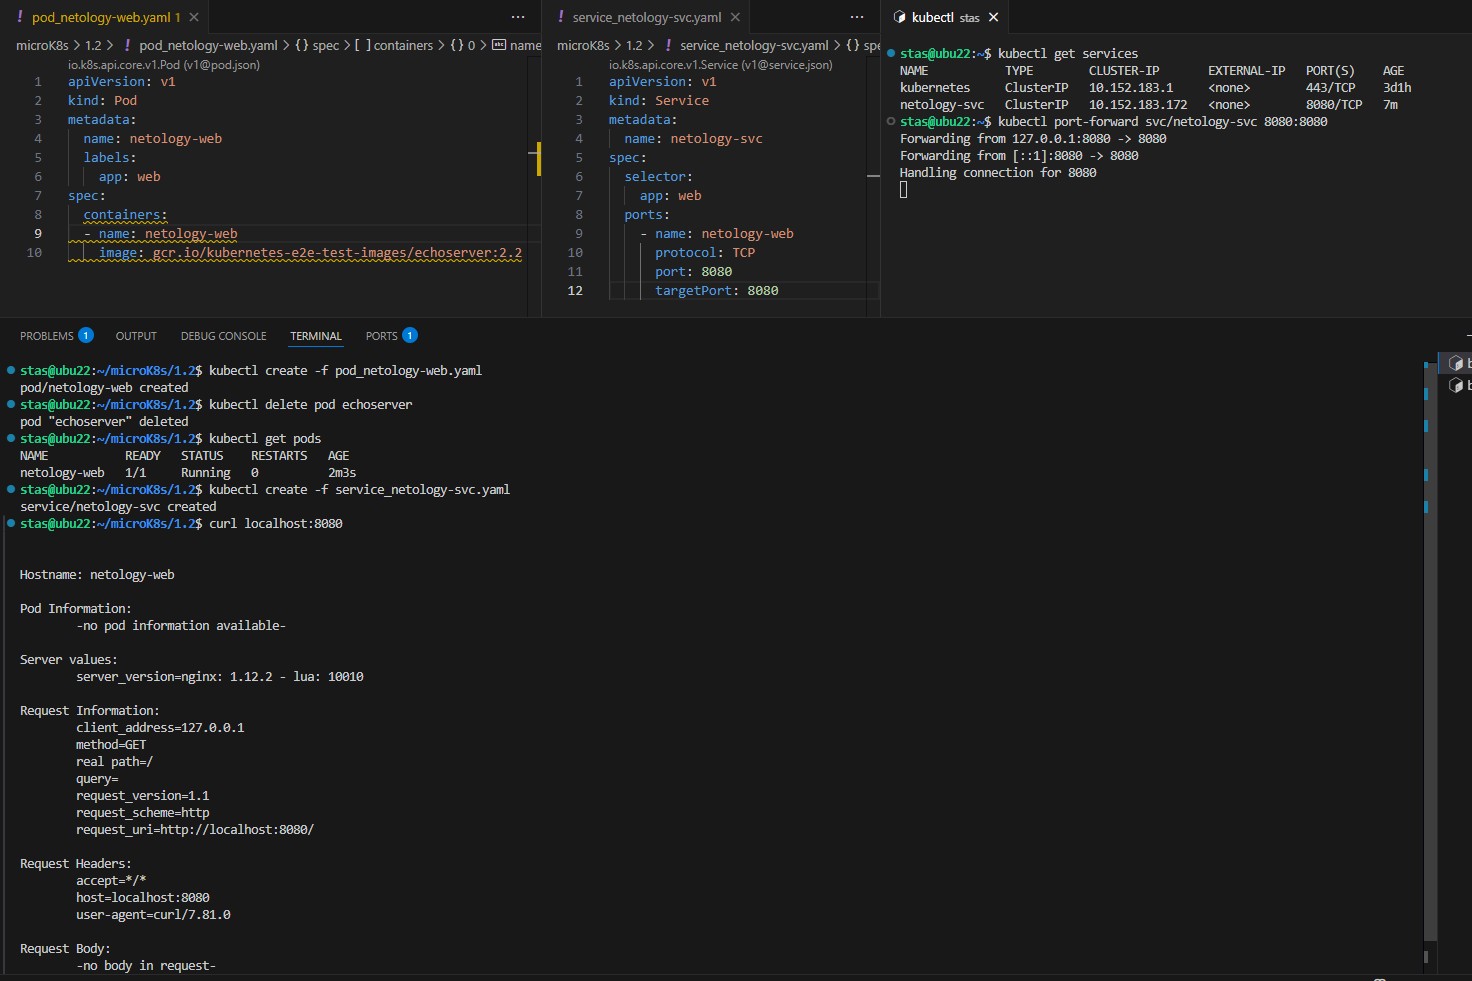 ! pod_netology-web.yaml 1 ×
microK8s > 1.2 > ! pod_netology-web.yaml > {} spec > [ ] containers > {} 0 > name
io.k8s.api.core.v1.Pod (v1@pod.json)
1 apiVersion: v1
2 kind: Pod
3 metadata:
4 name: netology-web
5 labels:
6 app: web
7 spec:
8 containers:
9 - name: netology-web
10 image: gcr.io/kubernetes-e2e-test-images/echoserver:2.2
! service_netology-svc.yaml ×
microK8s > 1.2 > ! service_netology-svc.yaml > {} spe
io.k8s.api.core.v1.Service (v1@service.json)
1 apiVersion: v1
2 kind: Service
3 metadata:
4 name: netology-svc
5 spec:
6 selector:
7 app: web
8 ports:
9 - name: netology-web
10 protocol: TCP
11 port: 8080
12 targetPort: 8080
kubectl stas ×
stas@ubu22:~$ kubectl get services
NAME TYPE CLUSTER-IP EXTERNAL-IP PORT(S) AGE
kubernetes ClusterIP 10.152.183.1 <none> 443/TCP 3d1h
netology-svc ClusterIP 10.152.183.172 <none> 8080/TCP 7m
stas@ubu22:~$ kubectl port-forward svc/netology-svc 8080:8080
Forwarding from 127.0.0.1:8080 -> 8080
Forwarding from [::1]:8080 -> 8080
Handling connection for 8080
PROBLEMS 1 OUTPUT DEBUG CONSOLE TERMINAL PORTS 1
stas@ubu22:~/microK8s/1.2$ kubectl create -f pod_netology-web.yaml
pod/netology-web created
stas@ubu22:~/microK8s/1.2$ kubectl delete pod echoserver
pod "echoserver" deleted
stas@ubu22:~/microK8s/1.2$ kubectl get pods
NAME READY STATUS RESTARTS AGE
netology-web 1/1 Running 0 2m3s
stas@ubu22:~/microK8s/1.2$ kubectl create -f service_netology-svc.yaml
service/netology-svc created
stas@ubu22:~/microK8s/1.2$ curl localhost:8080
Hostname: netology-web
Pod Information:
-no pod information available-
Server values:
server_version=nginx: 1.12.2 - lua: 10010
Request Information:
client_address=127.0.0.1
method=GET
real path=/
query=
request_version=1.1
request_scheme=http
request_uri=http://localhost:8080/
Request Headers:
accept=*/*
host=localhost:8080
user-agent=curl/7.81.0
Request Body:
-no body in request-